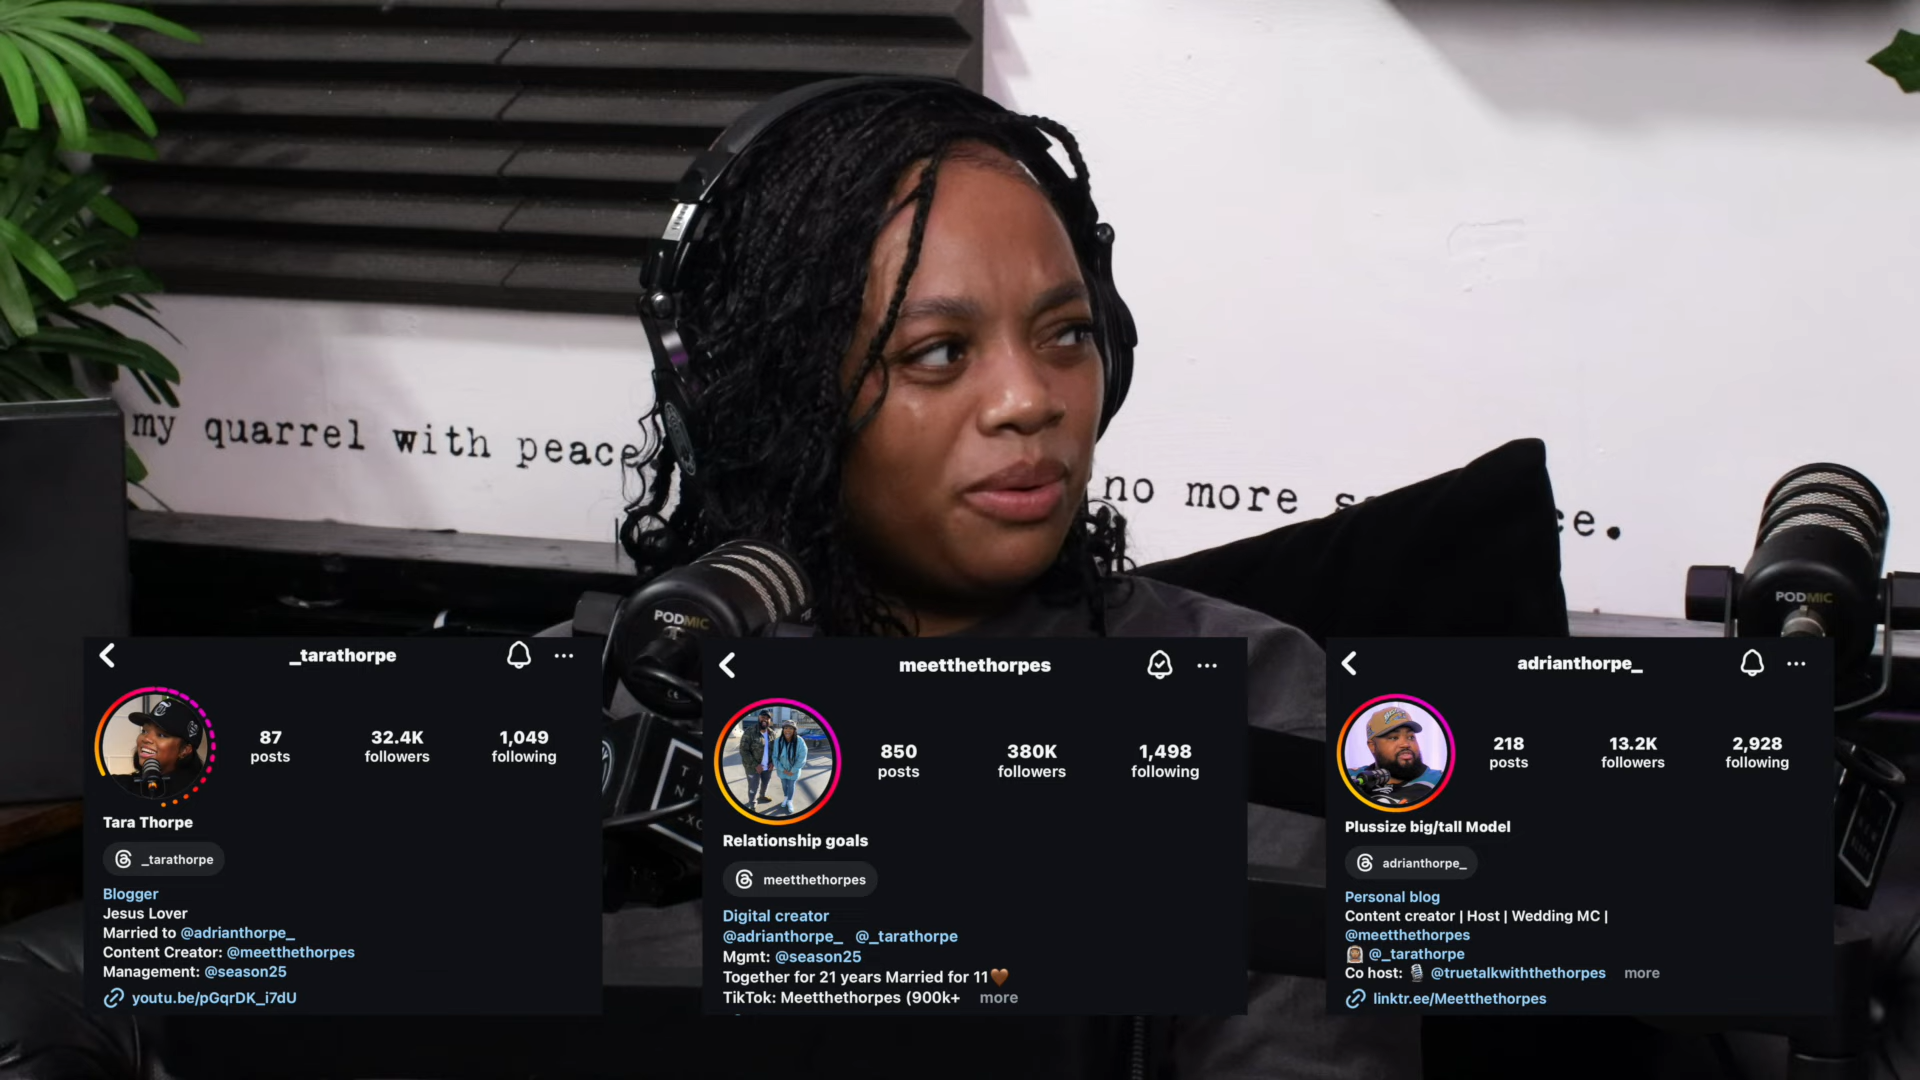 my quarrel with peace
no more s
ce.
PODMIC
PODMIC
_tarathorpe
87 posts
32.4K followers
1,049 following
Tara Thorpe
_tarathorpe
Blogger
Jesus Lover
Married to @adrianthorpe_
Content Creator: @meetthethorpes
Management: @season25
youtu.be/pGqrDK_i7dU
meetthethorpes
850 posts
380K followers
1,498 following
Relationship goals
meetthethorpes
Digital creator
@adrianthorpe_ @_tarathorpe
Mgmt: @season25
Together for 21 years Married for 11🤎
TikTok: Meetthethorpes (900k+ more
adrianthorpe_
218 posts
13.2K followers
2,928 following
Plussize big/tall Model
adrianthorpe_
Personal blog
Content creator | Host | Wedding MC |
@meetthethorpes
@_tarathorpe
Co host: 🎙 @truetalkwiththethorpes more
linktr.ee/Meetthethorpes